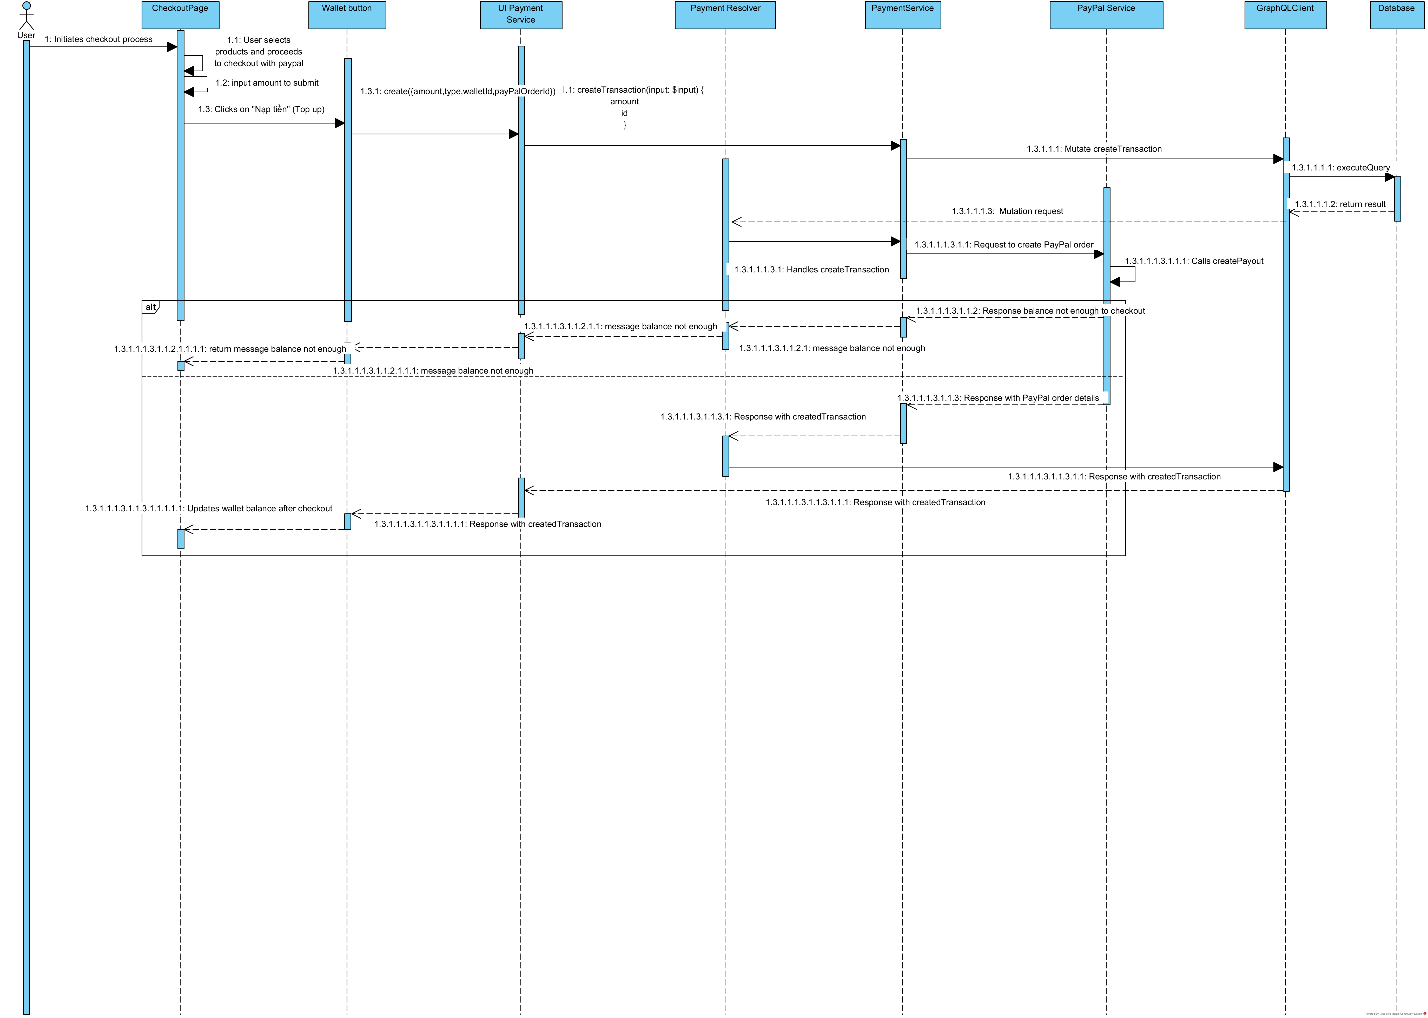 User
CheckoutPage
Wallet button
UI Payment
Service
Payment Resolver
PaymentService
PayPal Service
GraphQLClient
Database
1: Initiates checkout process
1.1: User selects
products and proceeds
to checkout with paypal
1.2: input amount to submit
1.3: Clicks on "Nạp tiền" (Top up)
1.3.1: create({amount,type.walletId,payPalOrderId})
.1: createTransaction(input: $input) {
amount
id
}
1.3.1.1.1: Mutate createTransaction
1.3.1.1.1.1: executeQuery
1.3.1.1.1.2: return result
1.3.1.1.1.3: Mutation request
1.3.1.1.1.3.1.1: Request to create PayPal order
1.3.1.1.1.3.1.1.1: Calls createPayout
1.3.1.1.1.3.1: Handles createTransaction
alt
1.3.1.1.1.3.1.1.2: Response balance not enough to checkout
1.3.1.1.1.3.1.1.2.1.1: message balance not enough
1.3.1.1.1.3.1.1.2.1: message balance not enough
1.3.1.1.1.3.1.1.2.1.1.1.1: return message balance not enough
1.3.1.1.1.3.1.1.2.1.1.1: message balance not enough
1.3.1.1.1.3.1.1.3: Response with PayPal order details
1.3.1.1.1.3.1.1.3.1: Response with createdTransaction
1.3.1.1.1.3.1.1.3.1.1: Response with createdTransaction
1.3.1.1.1.3.1.1.3.1.1.1: Response with createdTransaction
1.3.1.1.1.3.1.1.3.1.1.1.1.1: Updates wallet balance after checkout
1.3.1.1.1.3.1.1.3.1.1.1.1: Response with createdTransaction